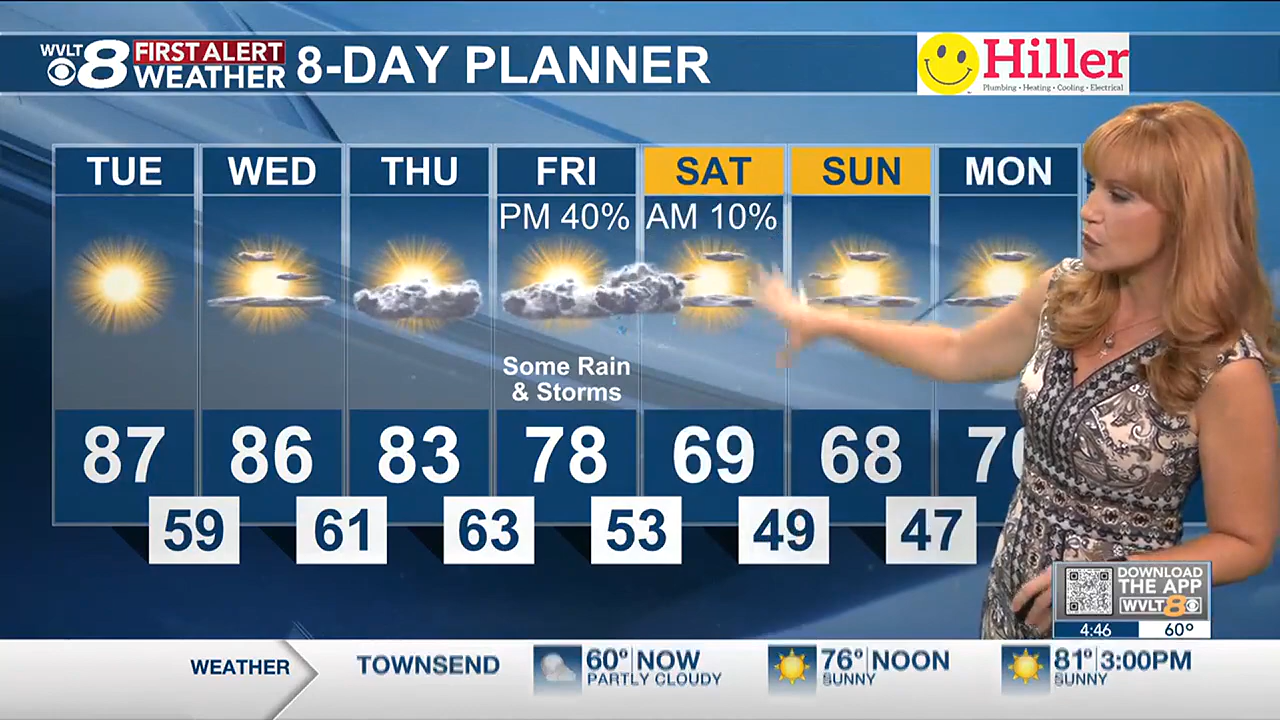 WVLT 8 FIRST ALERT WEATHER
8-DAY PLANNER
Hiller
Plumbing • Heating • Cooling • Electrical
TUE WED THU FRI SAT SUN MON
PM 40% AM 10%
Some Rain
& Storms
87 86 83 78 69 68
59 61 63 53 49 47
DOWNLOAD
THE APP
WVLT 8
4:46 60°
WEATHER TOWNSEND 60° NOW 76° NOON 81° 3:00PM
PARTLY CLOUDY SUNNY SUNNY